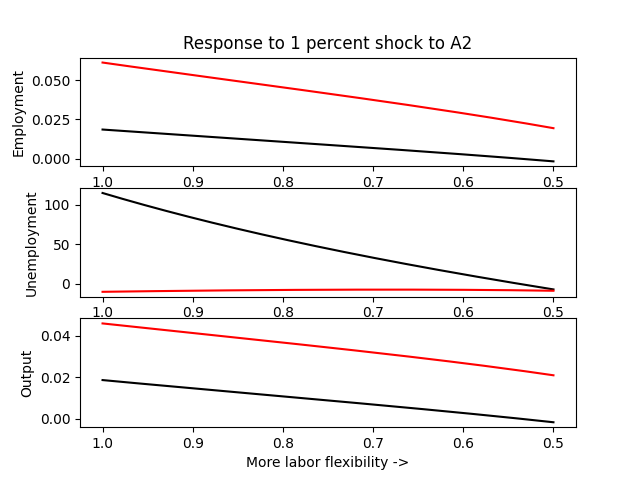 Response to 1 percent shock to A2
Employment
0.050
0.025
0.000
1.0 0.9 0.8 0.7 0.6 0.5
Unemployment
100
50
0
1.0 0.9 0.8 0.7 0.6 0.5
Output
0.04
0.02
0.00
1.0 0.9 0.8 0.7 0.6 0.5
More labor flexibility ->